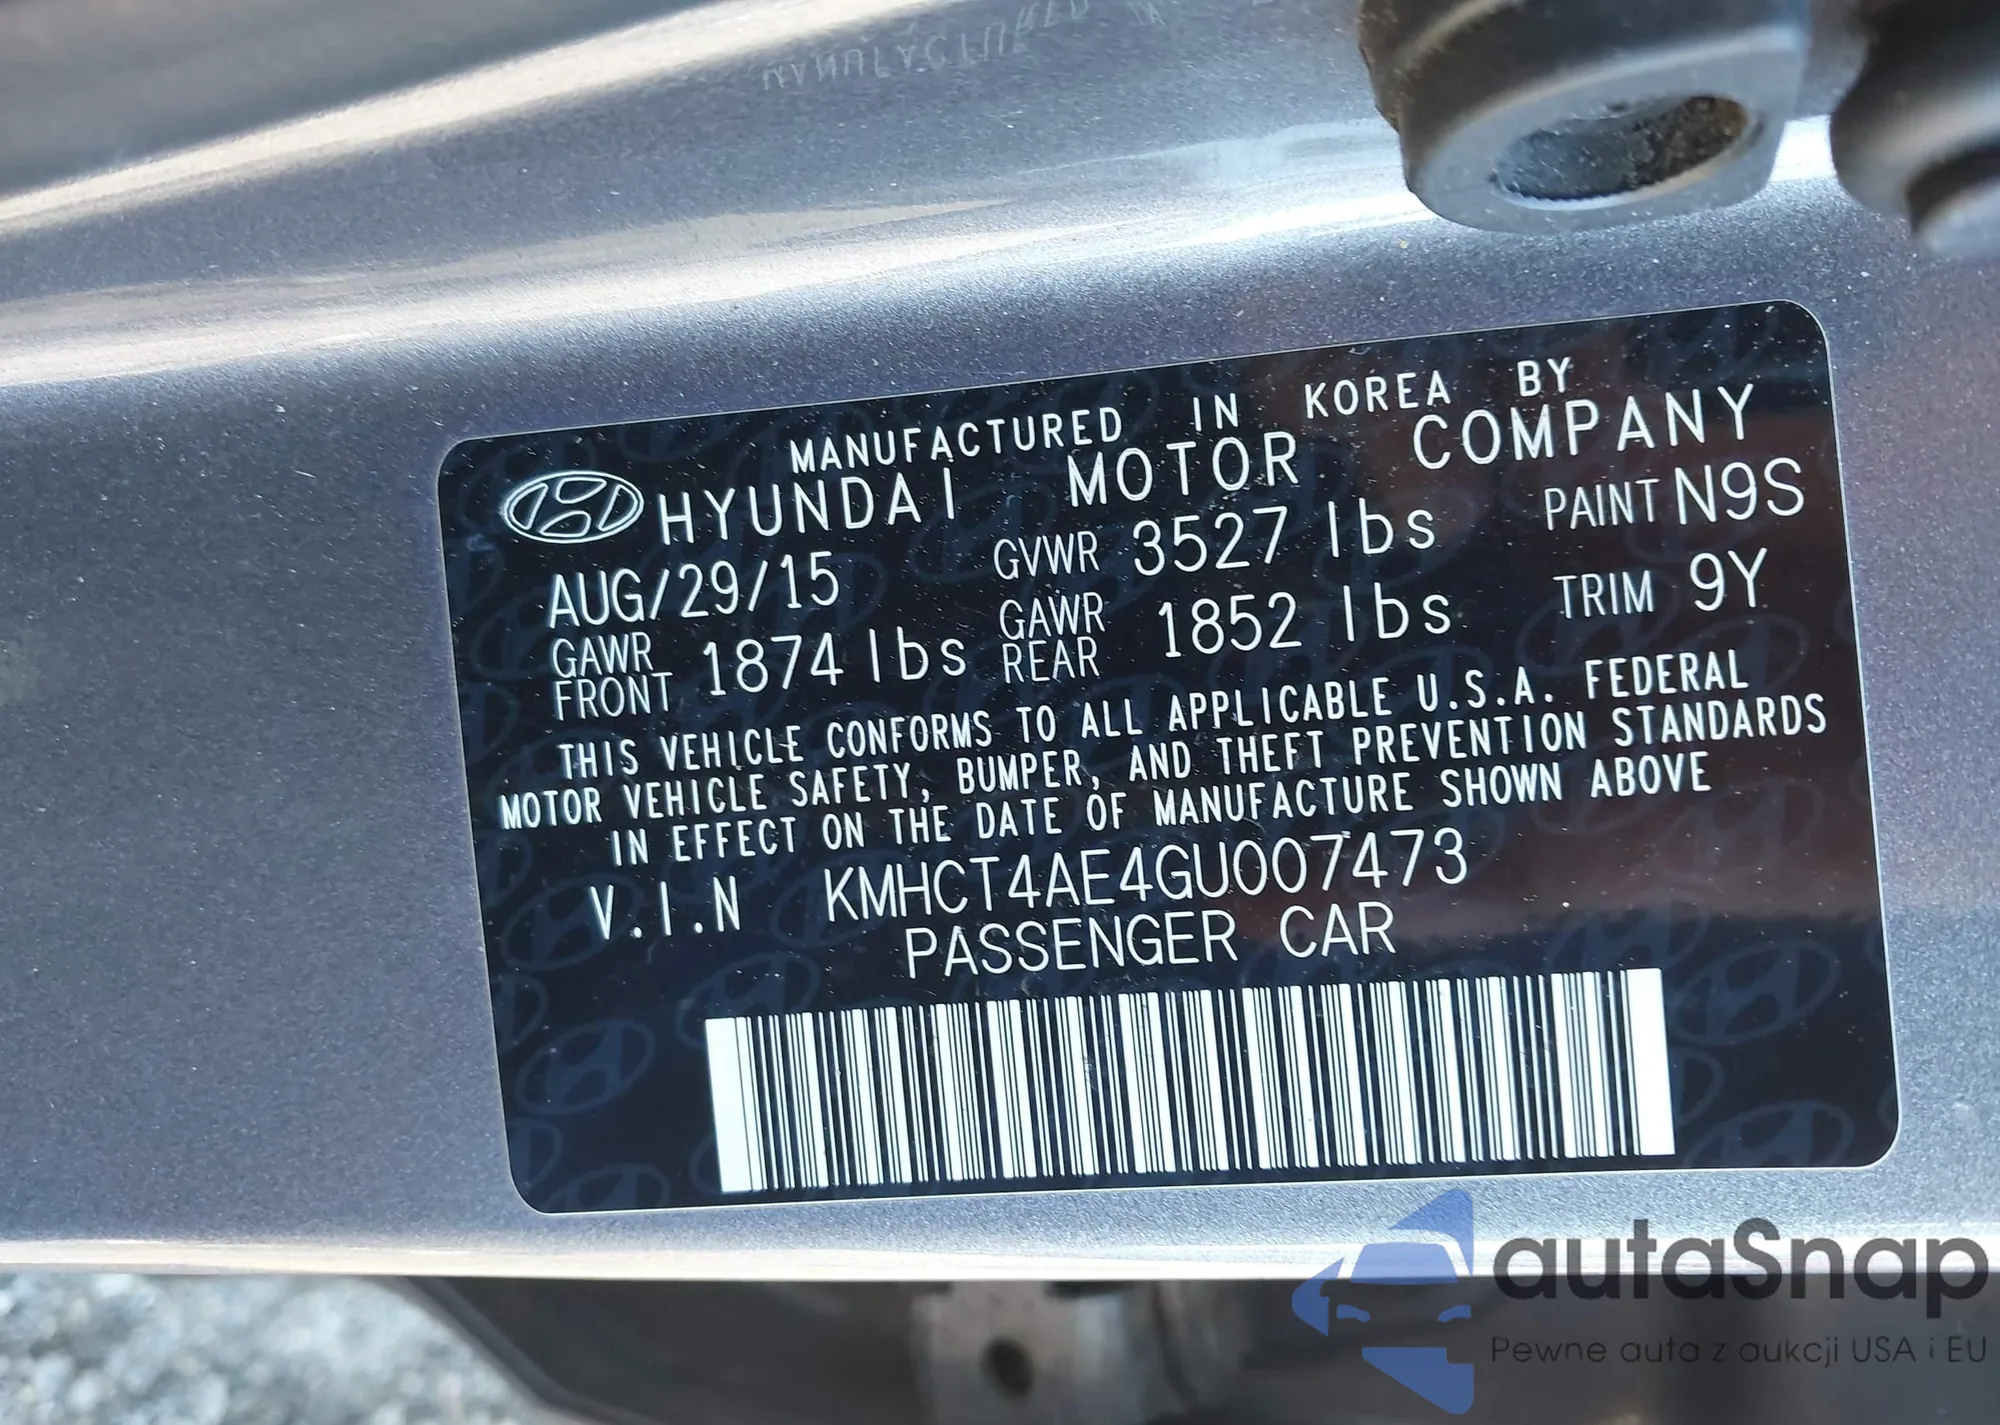 MANUFACTURED IN
MANUFACTURED IN KOREA BY
HYUNDAI MOTOR COMPANY
AUG/29/15 GVWR 3527 lbs PAINT N9S
GAWR FRONT 1874 lbs GAWR REAR 1852 lbs TRIM 9Y
THIS VEHICLE CONFORMS TO ALL APPLICABLE U.S.A. FEDERAL
MOTOR VEHICLE SAFETY, BUMPER, AND THEFT PREVENTION STANDARDS
IN EFFECT ON THE DATE OF MANUFACTURE SHOWN ABOVE
V.I.N KMHCT4AE4GU007473
PASSENGER CAR
autaSnap
Pewne auta z aukcji USA i EU